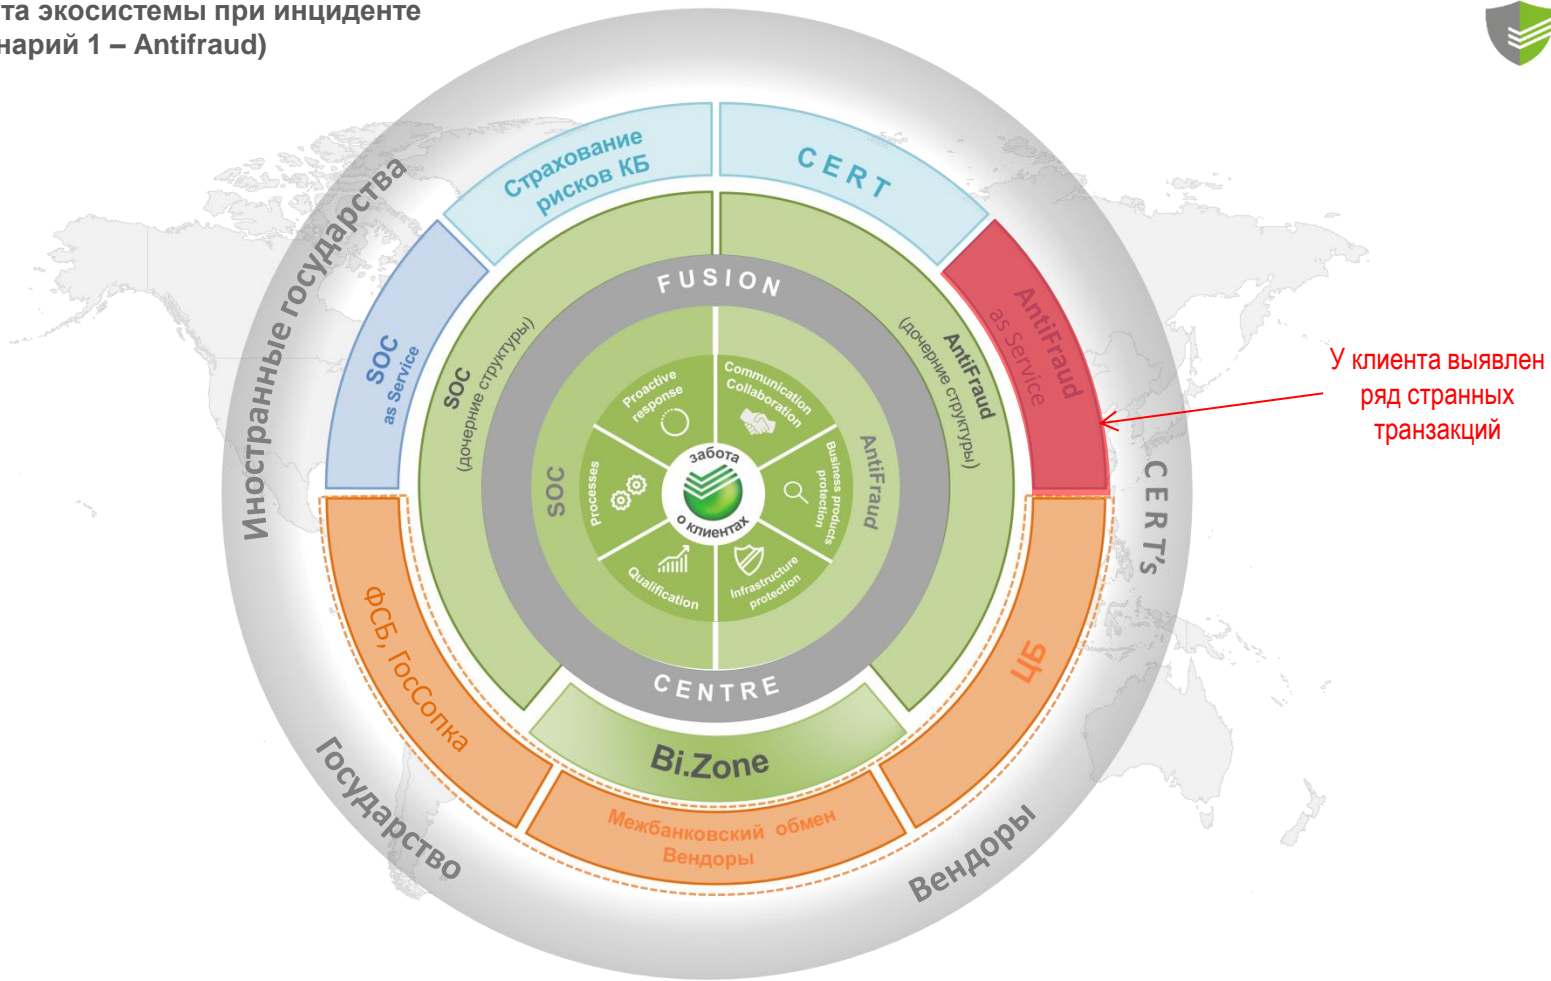 та экосистемы при инциденте
нарий 1 – Antifraud)
Иностранные государства
Страхование
рисков КБ
CERT
SOC
as Service
AntiFraud
as Service
У клиента выявлен
ряд странных
транзакций
SOC
(дочерние структуры)
AntiFraud
(дочерние структуры)
FUSION
SOC
AntiFraud
Proactive
response
Communication
Collaboration
Processes
Business products
protection
Qualification
Infrastructure
protection
забота
о клиентах
CENTRE
Bi.Zone
ФСБ, ГосСопка
Межбанковский обмен
Вендоры
ЦБ
CERT's
Государство
Вендоры